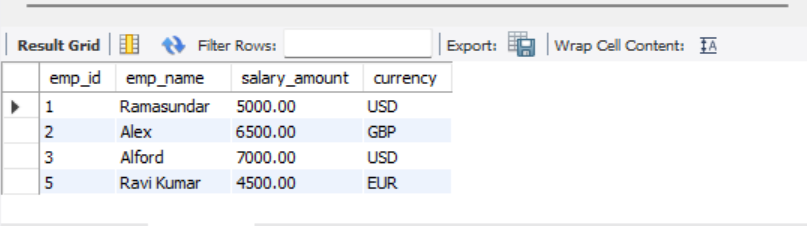 Result Grid Filter Rows: Export: Wrap Cell Content: IA
emp_id emp_name salary_amount currency
1 Ramasundar 5000.00 USD
2 Alex 6500.00 GBP
3 Alford 7000.00 USD
5 Ravi Kumar 4500.00 EUR